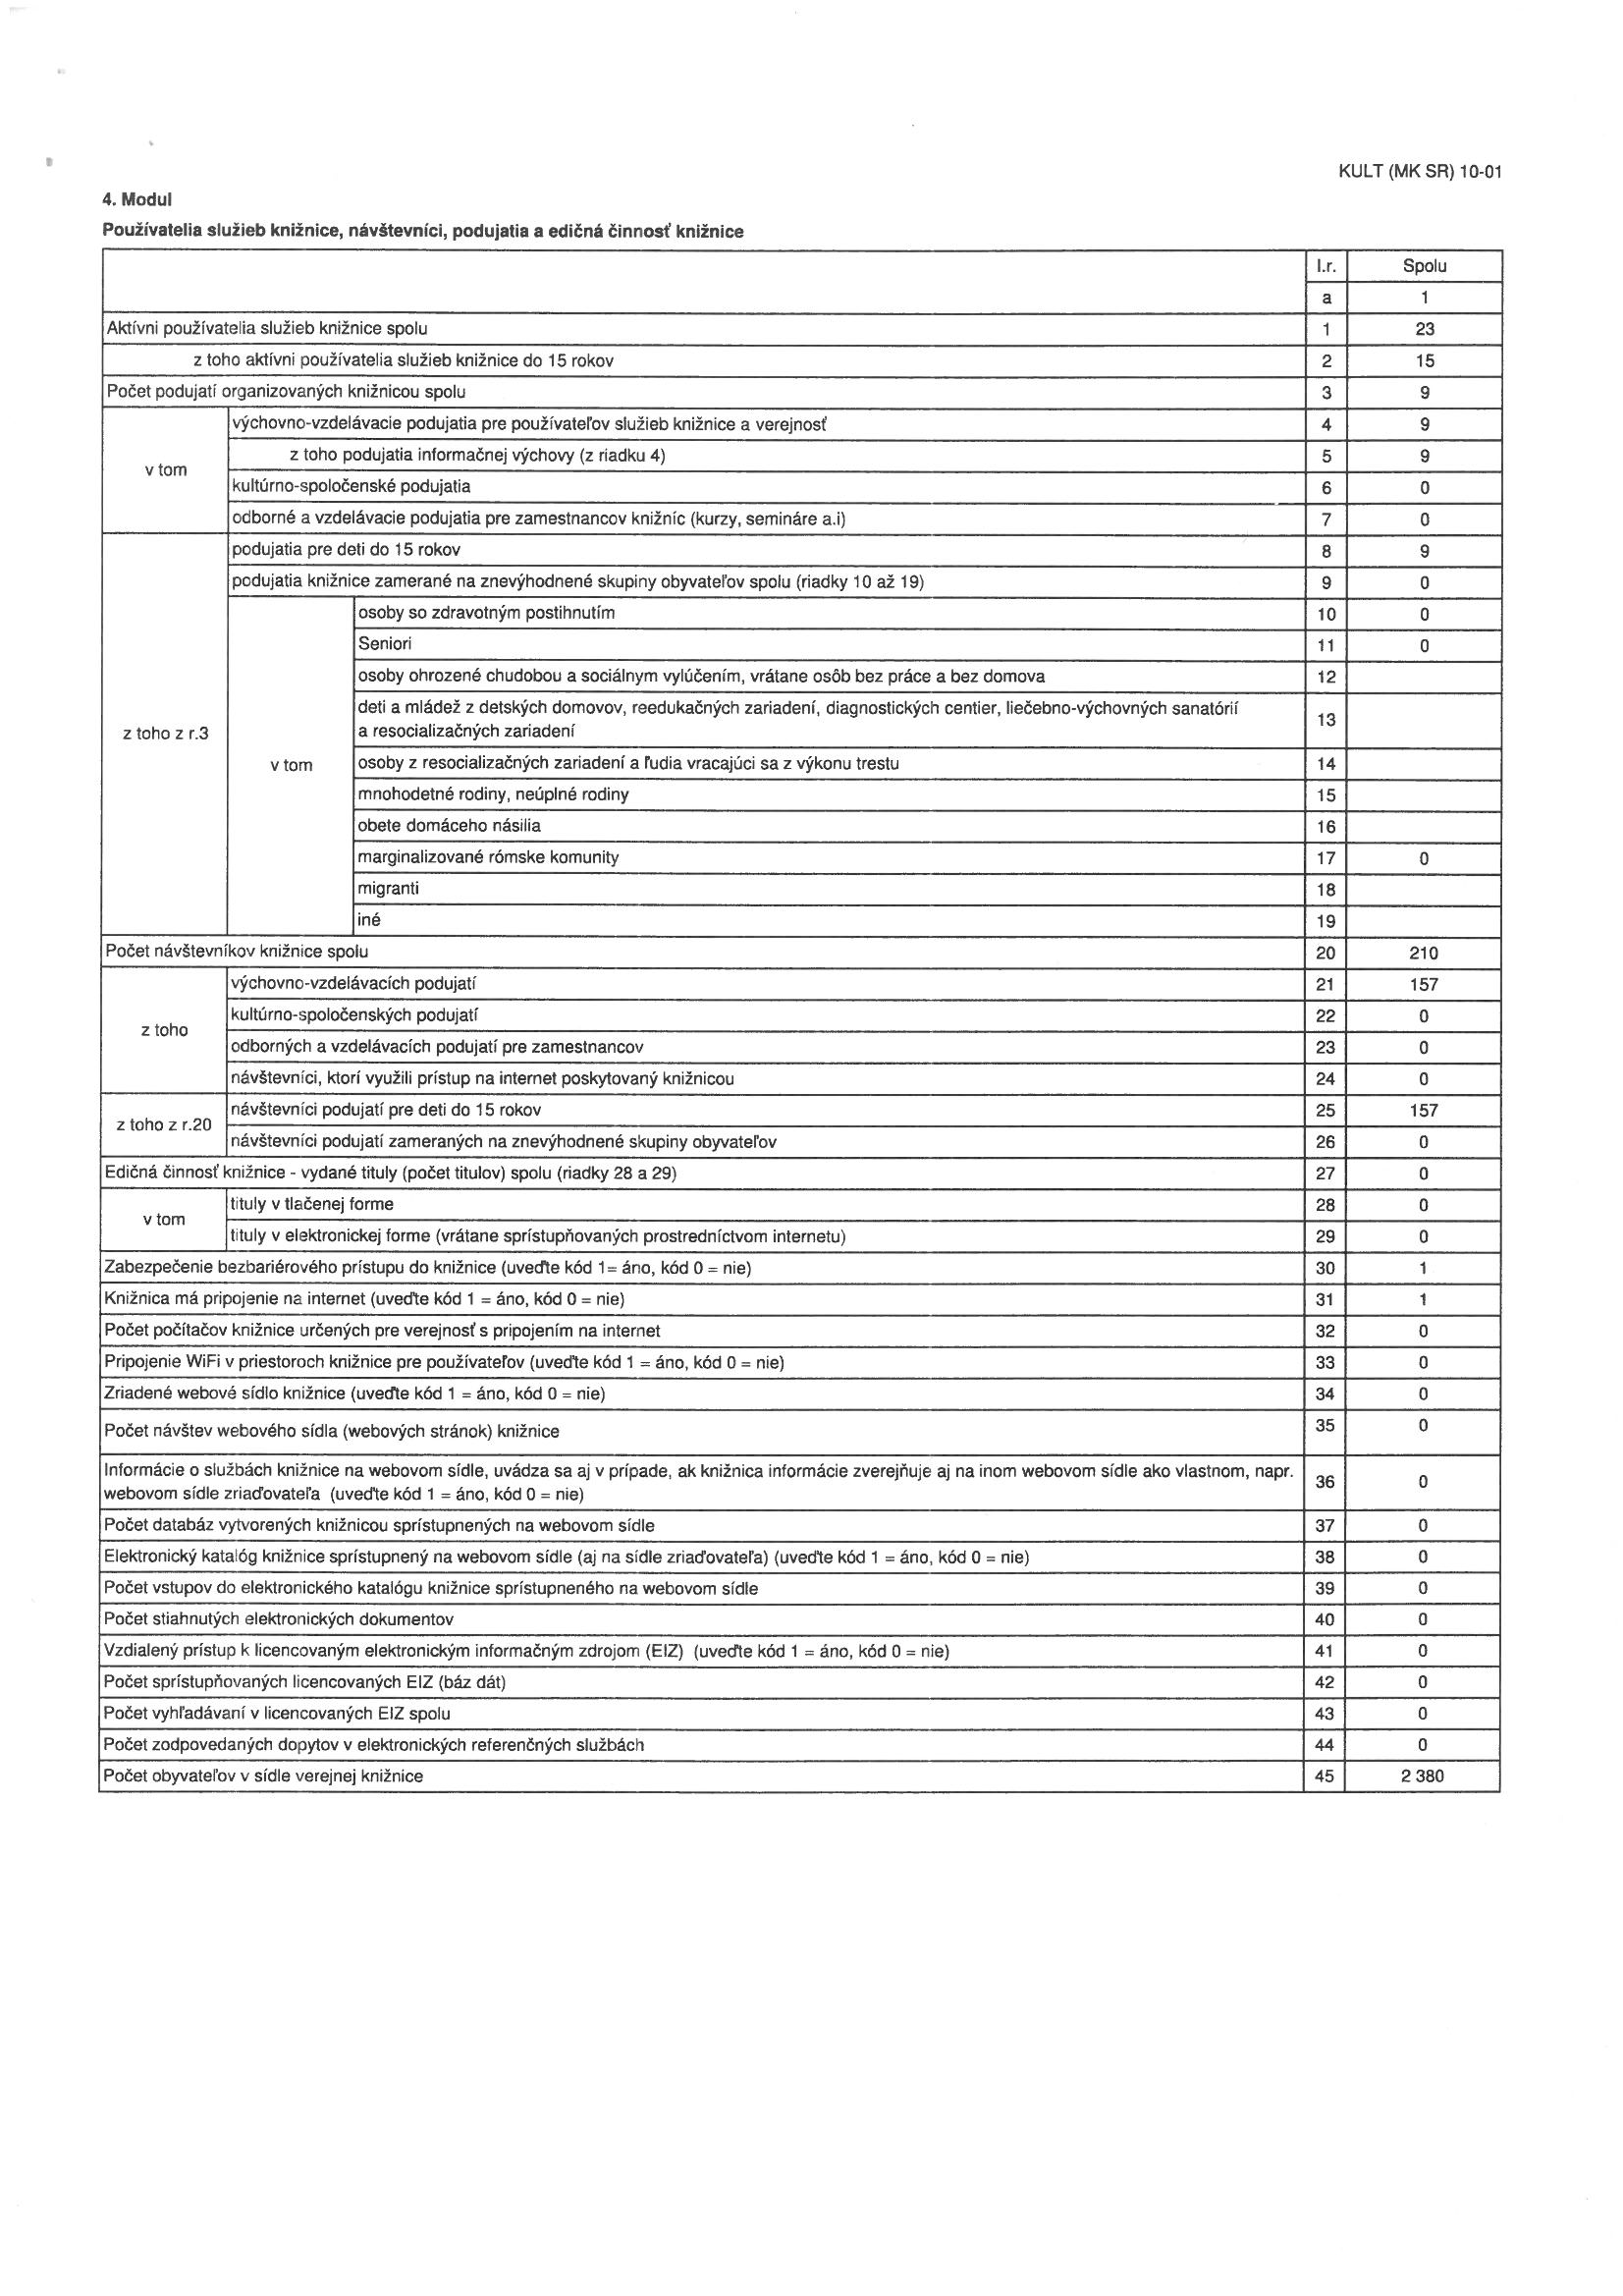 KULT (MK SR) 10-01
4. Modul
Používatelia služieb knižnice, návštevníci, podujatia a edičná činnosť knižnice
l.r. Spolu
a 1
Aktívni používatelia služieb knižnice spolu 1 23
z toho aktívni používatelia služieb knižnice do 15 rokov 2 15
Počet podujatí organizovaných knižnicou spolu 3 9
v tom
výchovno-vzdelávacie podujatia pre používateľov služieb knižnice a verejnosť 4 9
z toho podujatia informačnej výchovy (z riadku 4) 5 9
kultúrno-spoločenské podujatia 6 0
odborné a vzdelávacie podujatia pre zamestnancov knižníc (kurzy, semináre a.i) 7 0
z toho z r.3
podujatia pre deti do 15 rokov 8 9
podujatia knižnice zamerané na znevýhodnené skupiny obyvateľov spolu (riadky 10 až 19) 9 0
v tom
osoby so zdravotným postihnutím 10 0
Seniori 11 0
osoby ohrozené chudobou a sociálnym vylúčením, vrátane osôb bez práce a bez domova 12
deti a mládež z detských domovov, reedukačných zariadení, diagnostických centier, liečebno-výchovných sanatórií
a resocializačných zariadení 13
osoby z resocializačných zariadení a ľudia vracajúci sa z výkonu trestu 14
mnohodetné rodiny, neúplné rodiny 15
obete domáceho násilia 16
marginalizované rómske komunity 17 0
migranti 18
iné 19
Počet návštevníkov knižnice spolu 20 210
z toho
výchovno-vzdelávacích podujatí 21 157
kultúrno-spoločenských podujatí 22 0
odborných a vzdelávacích podujatí pre zamestnancov 23 0
návštevníci, ktorí využili prístup na internet poskytovaný knižnicou 24 0
z toho z r.20
návštevníci podujatí pre deti do 15 rokov 25 157
návštevníci podujatí zameraných na znevýhodnené skupiny obyvateľov 26 0
Edičná činnosť knižnice - vydané tituly (počet titulov) spolu (riadky 28 a 29) 27 0
v tom
tituly v tlačenej forme 28 0
tituly v elektronickej forme (vrátane sprístupňovaných prostredníctvom internetu) 29 0
Zabezpečenie bezbariérového prístupu do knižnice (uveďte kód 1= áno, kód 0 = nie) 30 1
Knižnica má pripojenie na internet (uveďte kód 1 = áno, kód 0 = nie) 31 1
Počet počítačov knižnice určených pre verejnosť s pripojením na internet 32 0
Pripojenie WiFi v priestoroch knižnice pre používateľov (uveďte kód 1 = áno, kód 0 = nie) 33 0
Zriadené webové sídlo knižnice (uveďte kód 1 = áno, kód 0 = nie) 34 0
Počet návštev webového sídla (webových stránok) knižnice 35 0
Informácie o službách knižnice na webovom sídle, uvádza sa aj v prípade, ak knižnica informácie zverejňuje aj na inom webovom sídle ako vlastnom, napr.
webovom sídle zriaďovateľa (uveďte kód 1 = áno, kód 0 = nie) 36 0
Počet databáz vytvorených knižnicou sprístupnených na webovom sídle 37 0
Elektronický katalóg knižnice sprístupnený na webovom sídle (aj na sídle zriaďovateľa) (uveďte kód 1 = áno, kód 0 = nie) 38 0
Počet vstupov do elektronického katalógu knižnice sprístupneného na webovom sídle 39 0
Počet stiahnutých elektronických dokumentov 40 0
Vzdialený prístup k licencovaným elektronickým informačným zdrojom (EIZ) (uveďte kód 1 = áno, kód 0 = nie) 41 0
Počet sprístupňovaných licencovaných EIZ (báz dát) 42 0
Počet vyhľadávaní v licencovaných EIZ spolu 43 0
Počet zodpovedaných dopytov v elektronických referenčných službách 44 0
Počet obyvateľov v sídle verejnej knižnice 45 2 380